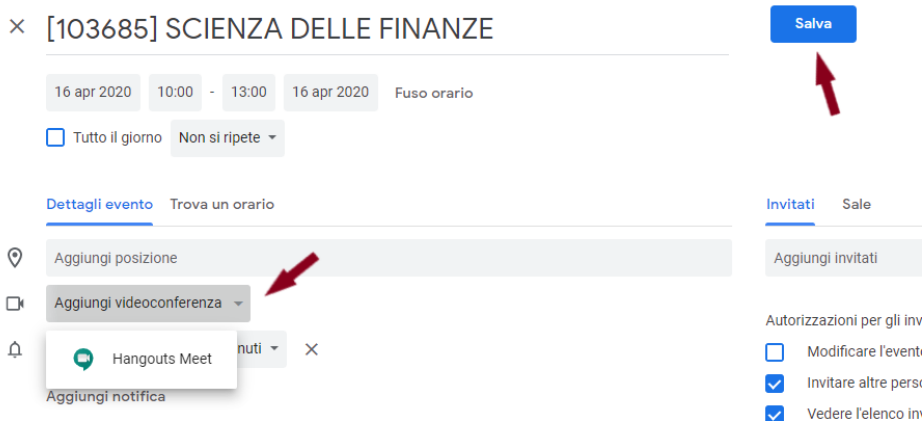 [103685] SCIENZA DELLE FINANZE
Salva
16 apr 2020 10:00 - 13:00 16 apr 2020 Fuso orario
Tutto il giorno Non si ripete
Dettagli evento Trova un orario
Aggiungi posizione
Aggiungi videoconferenza
Hangouts Meet
nuti
Aggiungi notifica
Invitati Sale
Aggiungi invitati
Autorizzazioni per gli inv
Modificare l'evento
Invitare altre perso
Vedere l'elenco inv